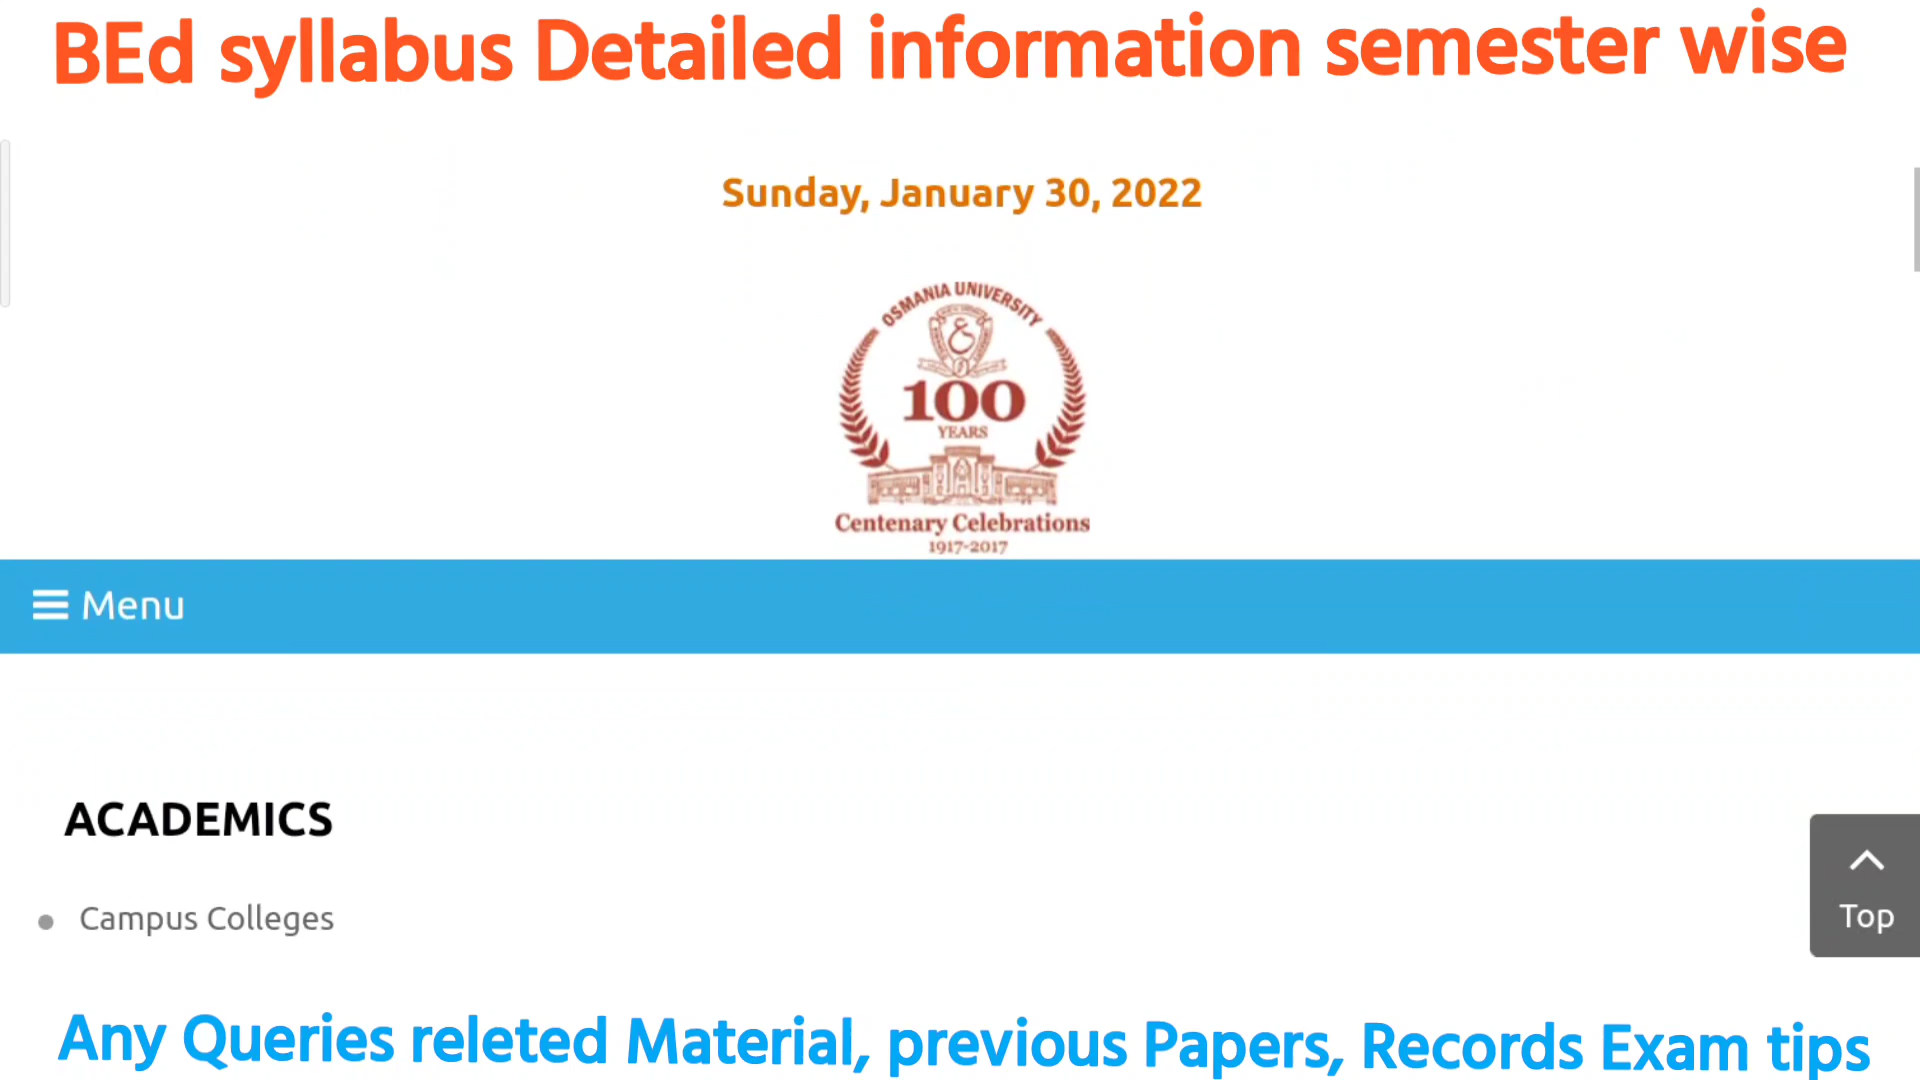 BEd syllabus Detailed information semester wise
Sunday, January 30, 2022
OSMANIA UNIVERSITY
100
YEARS
Centenary Celebrations
1917-2017
Menu
ACADEMICS
Campus Colleges
Top
Any Queries releted Material, previous Papers, Records Exam tips